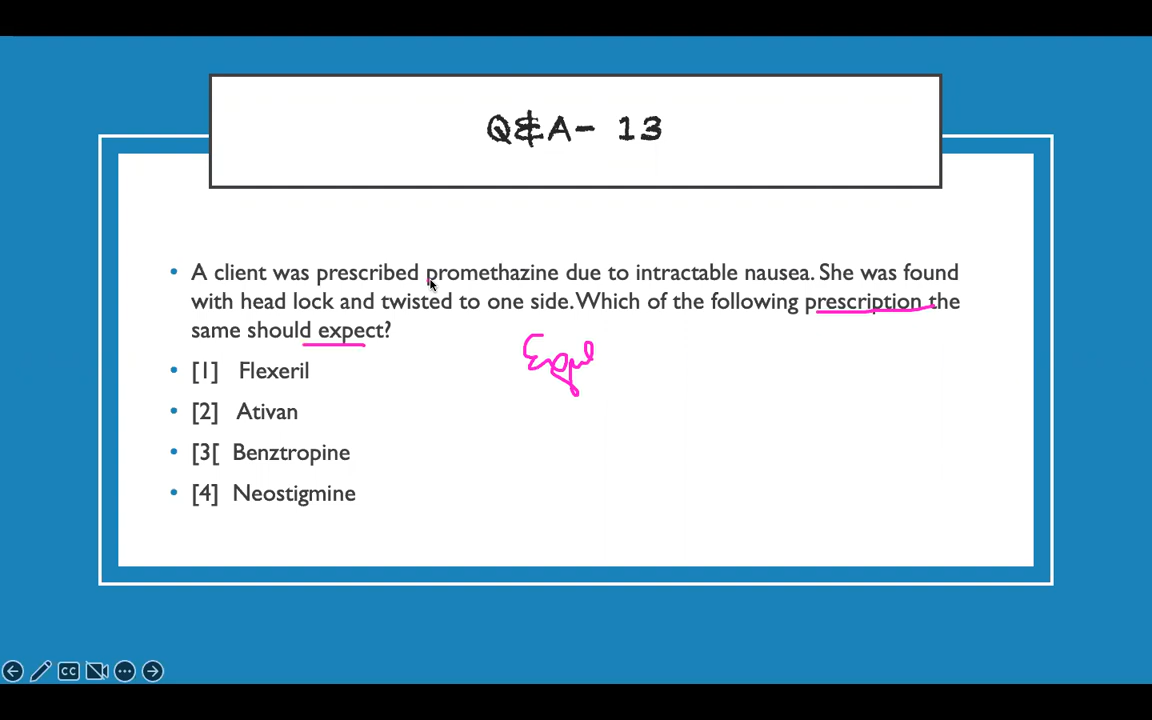 Q&A- 13
• A client was prescribed promethazine due to intractable nausea. She was found
with head lock and twisted to one side. Which of the following prescription the
same should expect?
• [1] Flexeril
• [2] Ativan
• [3[ Benztropine
• [4] Neostigmine
CC